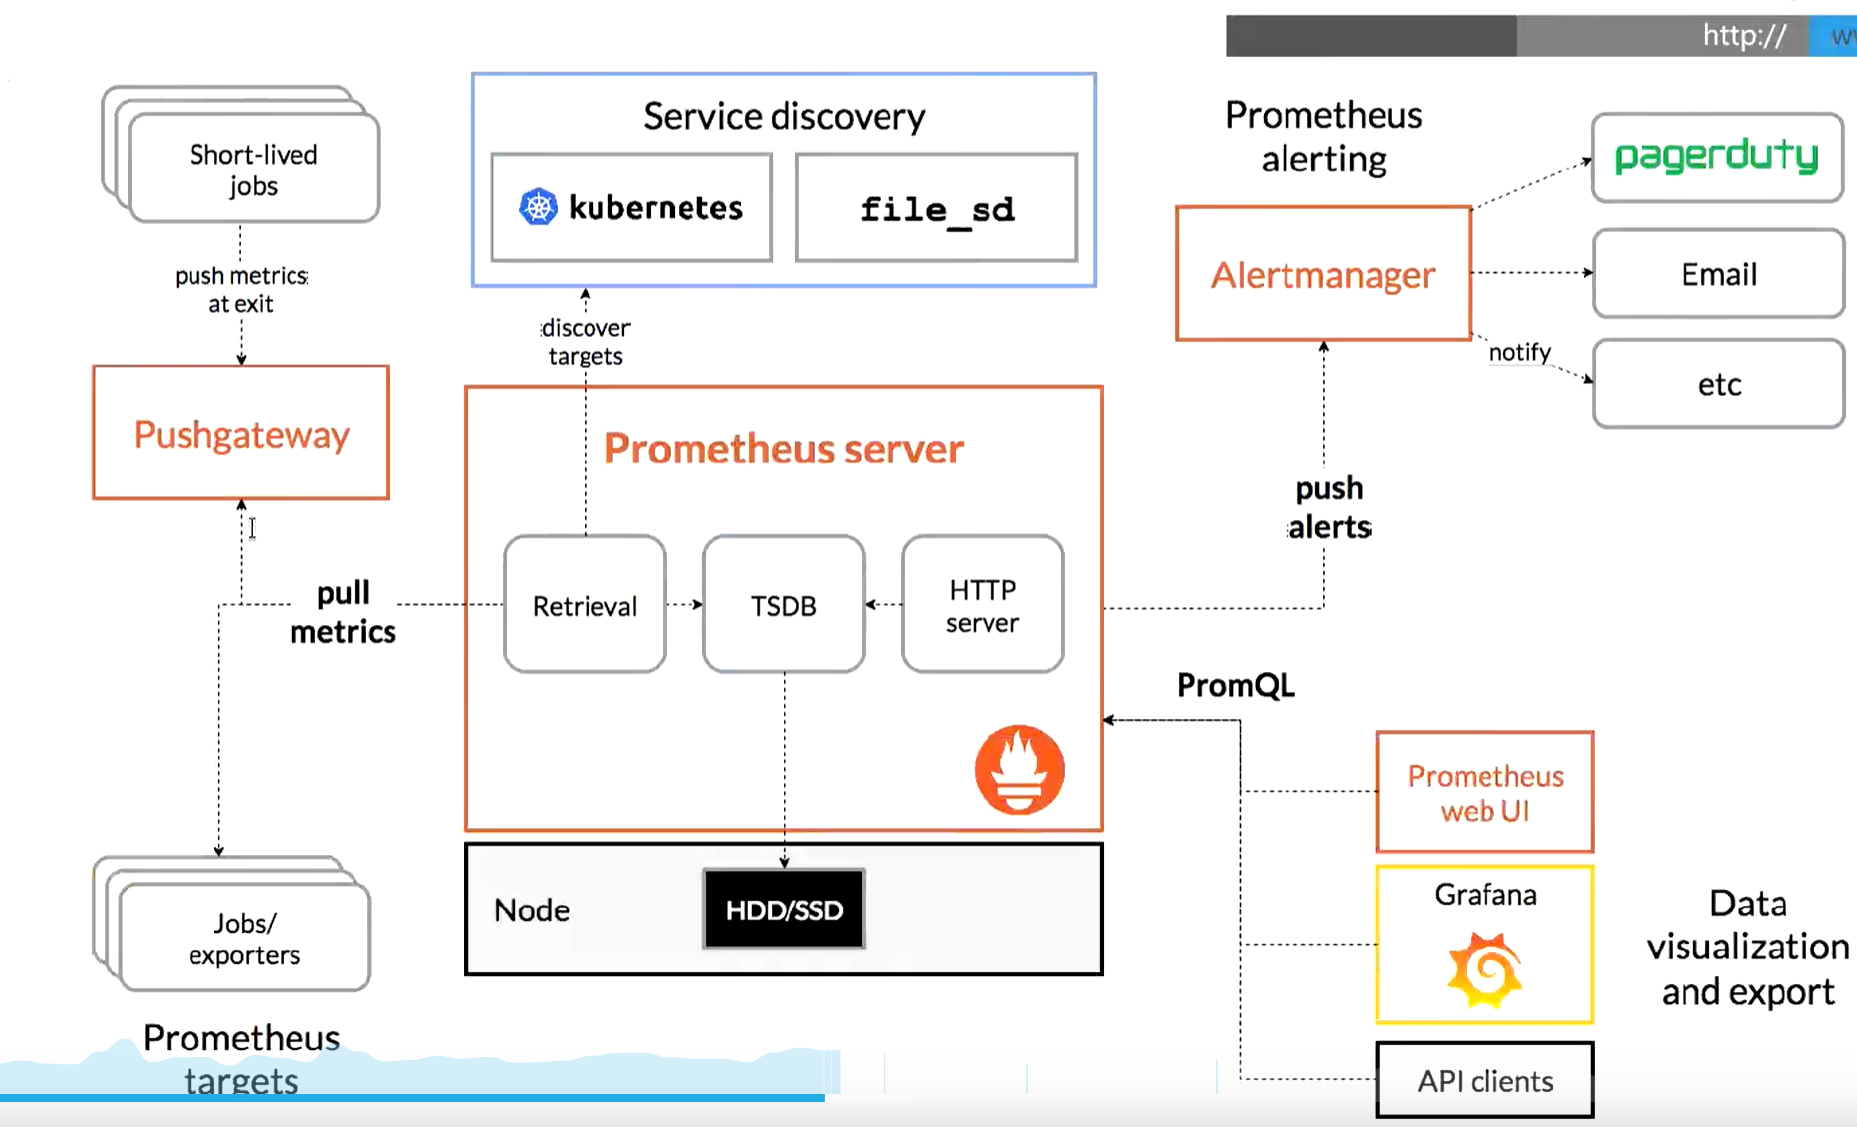 http://
Short-lived
jobs
push metrics
at exit
Pushgateway
pull
metrics
Jobs/
exporters
Prometheus
targets
Service discovery
kubernetes
file_sd
discover
targets
Prometheus server
Retrieval
TSDB
HTTP
server
Node
HDD/SSD
Prometheus
alerting
Alertmanager
pagerduty
Email
notify
etc
push
alerts
PromQL
Prometheus
web UI
Grafana
API clients
Data
visualization
and export